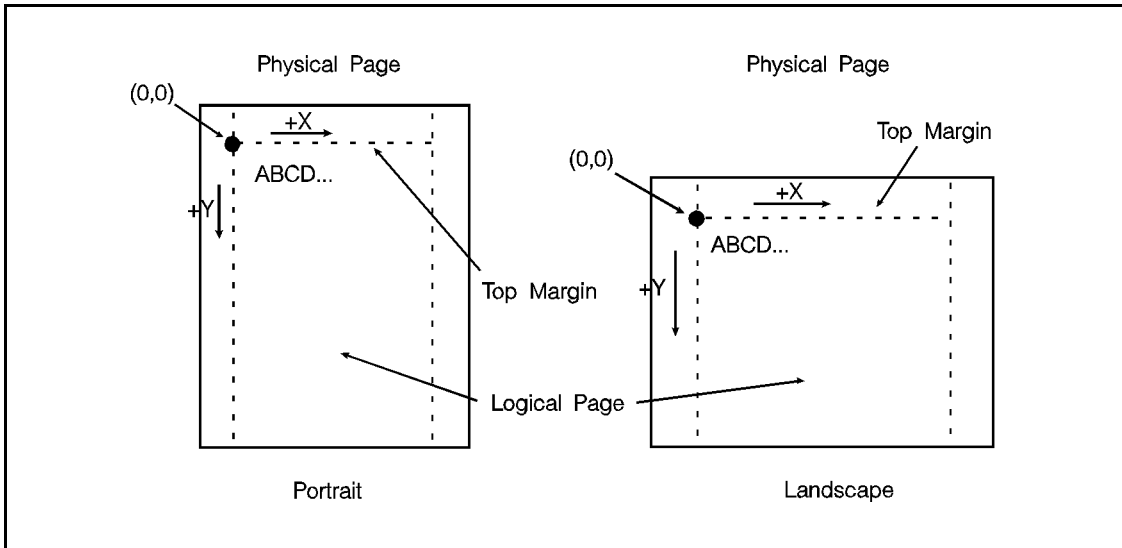 Physical Page
Physical Page
(0,0)
+X
ABCD...
+Y
Top Margin
Top Margin
(0,0)
+X
ABCD...
+Y
Logical Page
Portrait
Landscape